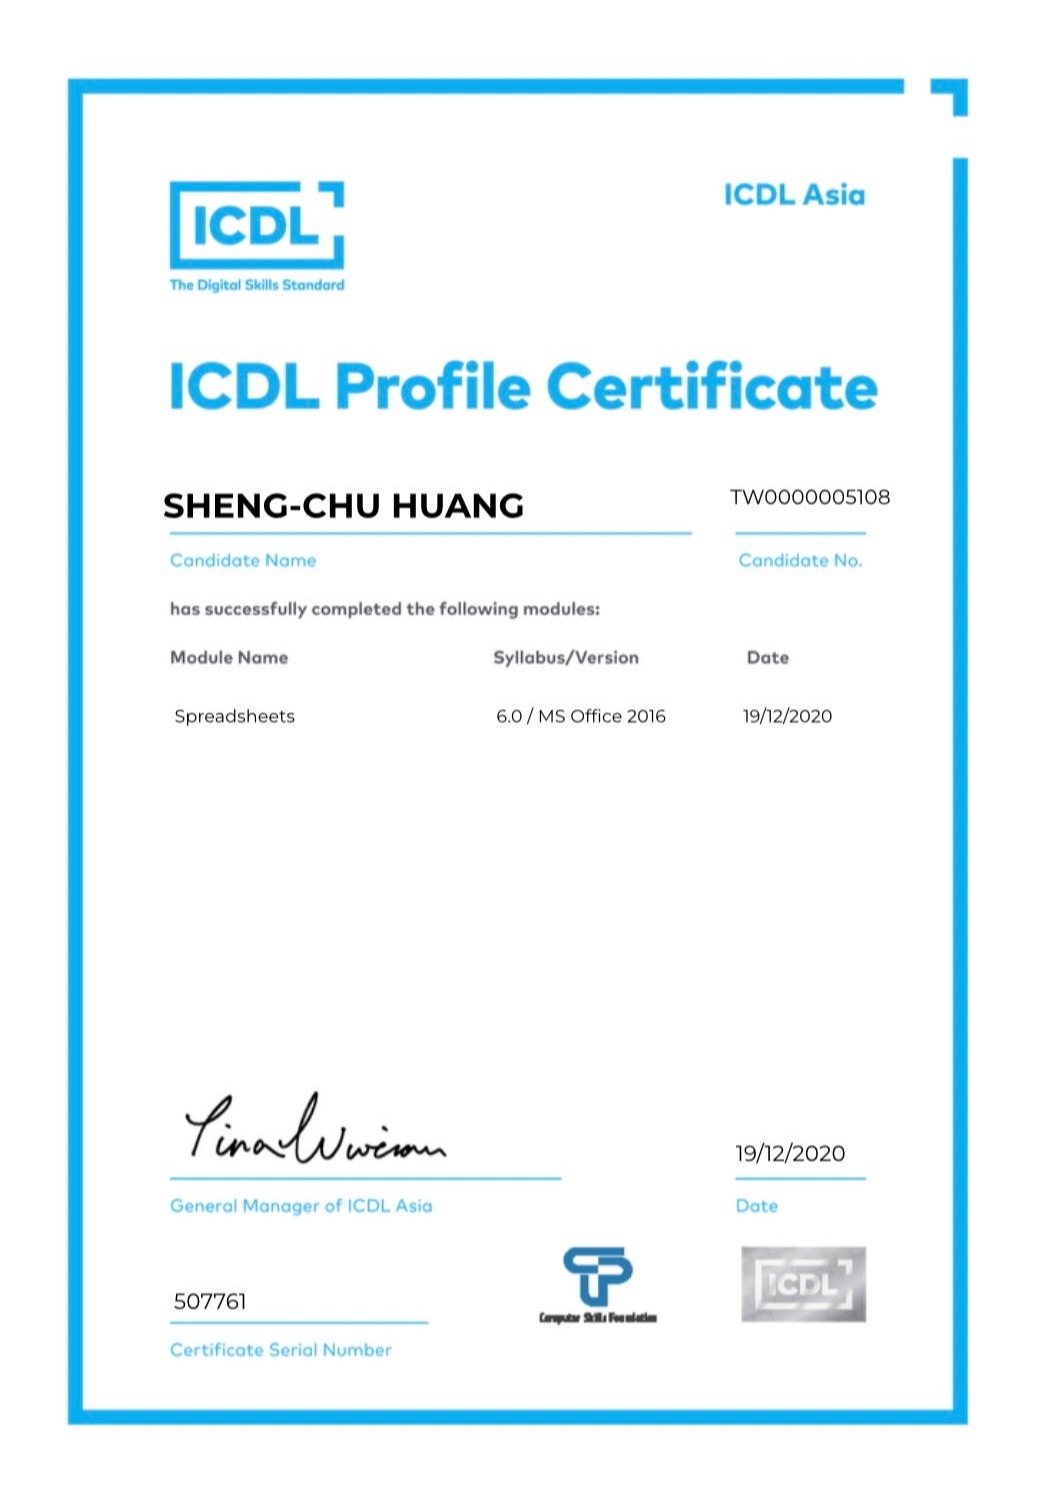 ICDL
The Digital Skills Standard
ICDL Asia
ICDL Profile Certificate
SHENG-CHU HUANG
TW0000005108
Candidate Name
Candidate No.
has successfully completed the following modules:
Module Name Syllabus/Version Date
Spreadsheets 6.0 / MS Office 2016 19/12/2020
19/12/2020
General Manager of ICDL Asia
Date
507761
Certificate Serial Number
Computer Skills Foundation
ICDL